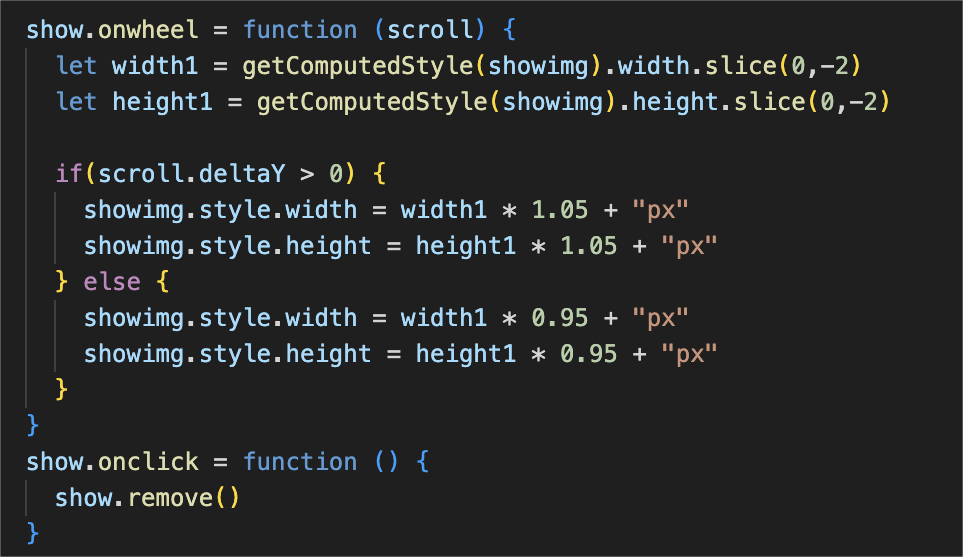 show.onwheel = function (scroll) {
  let width1 = getComputedStyle(showimg).width.slice(0,-2)
  let height1 = getComputedStyle(showimg).height.slice(0,-2)

  if(scroll.deltaY > 0) {
    showimg.style.width = width1 * 1.05 + "px"
    showimg.style.height = height1 * 1.05 + "px"
  } else {
    showimg.style.width = width1 * 0.95 + "px"
    showimg.style.height = height1 * 0.95 + "px"
  }
}
show.onclick = function () {
  show.remove()
}